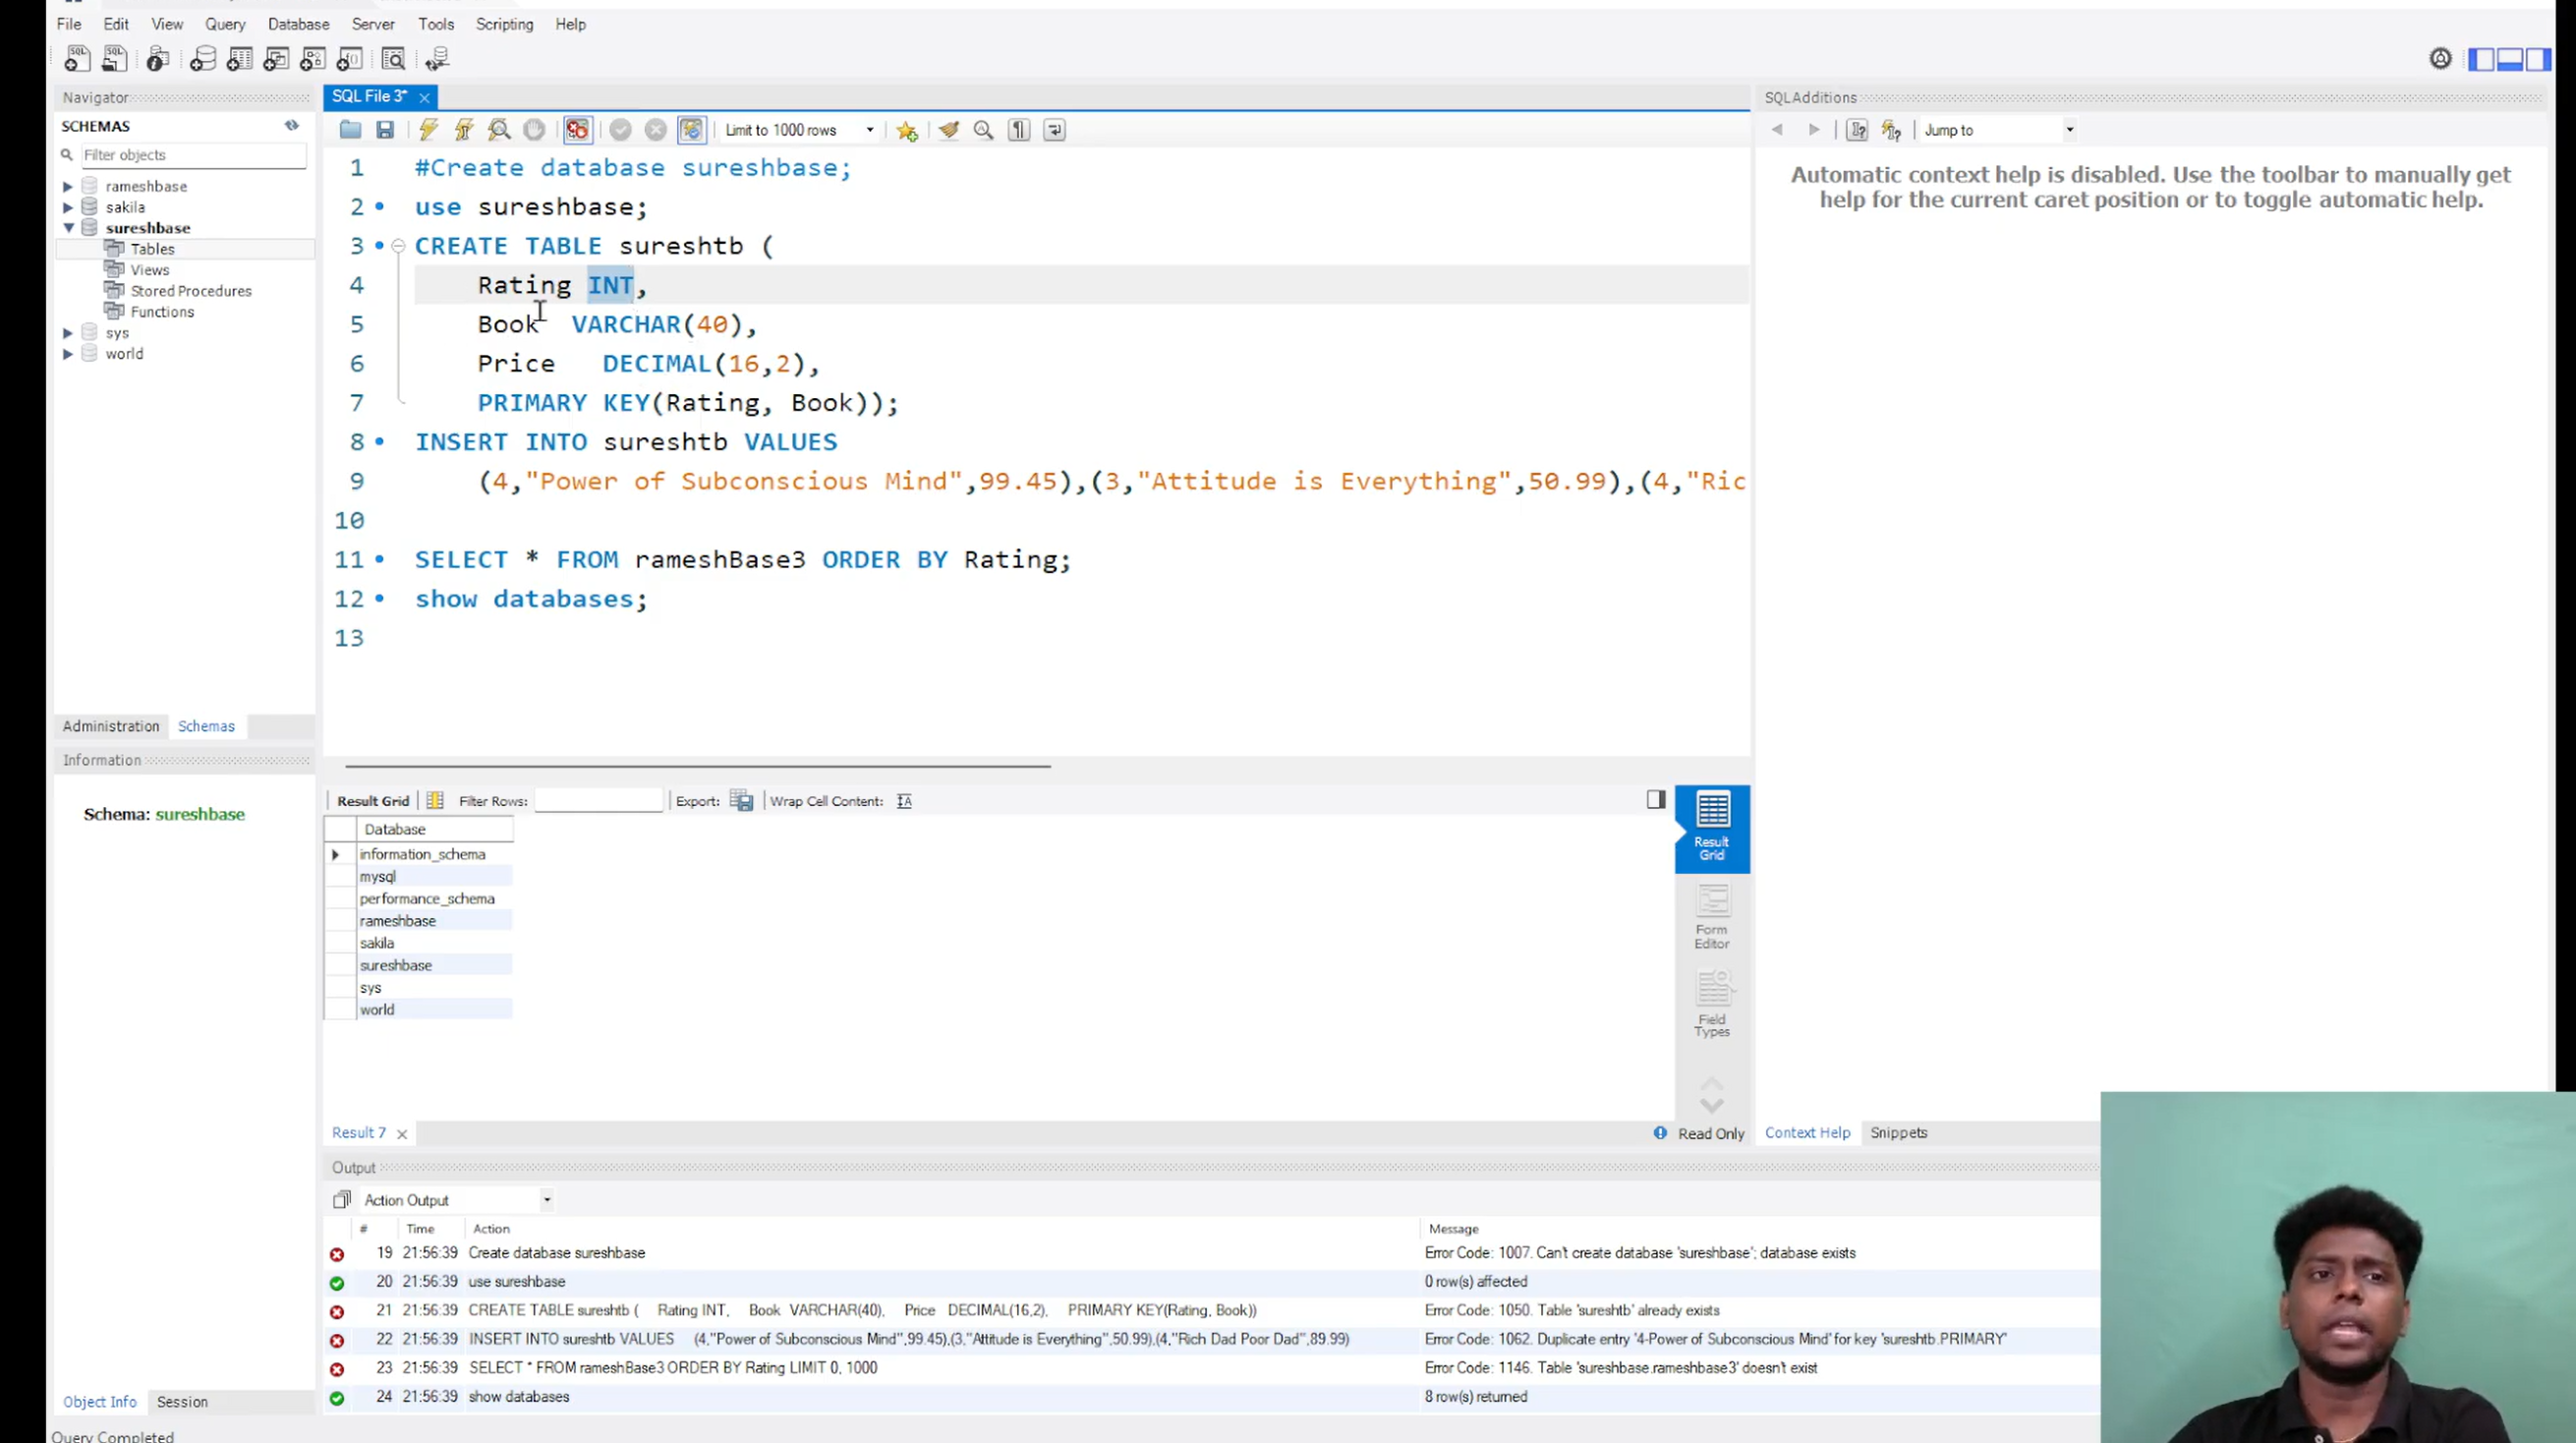 File Edit View Query Database Server Tools Scripting Help
Navigator
SCHEMAS
Filter objects
rameshbase
sakila
sureshbase
Tables
Views
Stored Procedures
Functions
sys
world
Administration Schemas
Information
Schema: sureshbase
Object Info Session
Query Completed
SQL File 3*
Limit to 1000 rows
1 #Create database sureshbase;
2 use sureshbase;
3 CREATE TABLE sureshtb (
4 Rating INT,
5 Book VARCHAR(40),
6 Price DECIMAL(16,2),
7 PRIMARY KEY(Rating, Book));
8 INSERT INTO sureshtb VALUES
9 (4,"Power of Subconscious Mind",99.45),(3,"Attitude is Everything",50.99),(4,"Ric
10
11 SELECT * FROM rameshBase3 ORDER BY Rating;
12 show databases;
13
Result Grid Filter Rows: Export: Wrap Cell Content:
Database
information_schema
mysql
performance_schema
rameshbase
sakila
sureshbase
sys
world
Result Grid
Form Editor
Field Types
Result 7 Read Only
SQLAdditions
Jump to
Automatic context help is disabled. Use the toolbar to manually get
help for the current caret position or to toggle automatic help.
Context Help Snippets
Output
Action Output
# Time Action Message
19 21:56:39 Create database sureshbase Error Code: 1007. Can't create database 'sureshbase'; database exists
20 21:56:39 use sureshbase 0 row(s) affected
21 21:56:39 CREATE TABLE sureshtb ( Rating INT, Book VARCHAR(40), Price DECIMAL(16,2), PRIMARY KEY(Rating, Book)) Error Code: 1050. Table 'sureshtb' already exists
22 21:56:39 INSERT INTO sureshtb VALUES (4,"Power of Subconscious Mind",99.45),(3,"Attitude is Everything",50.99),(4,"Rich Dad Poor Dad",89.99) Error Code: 1062. Duplicate entry '4-Power of Subconscious Mind' for key 'sureshtb.PRIMARY'
23 21:56:39 SELECT * FROM rameshBase3 ORDER BY Rating LIMIT 0, 1000 Error Code: 1146. Table 'sureshbase.rameshbase3' doesn't exist
24 21:56:39 show databases 8 row(s) returned